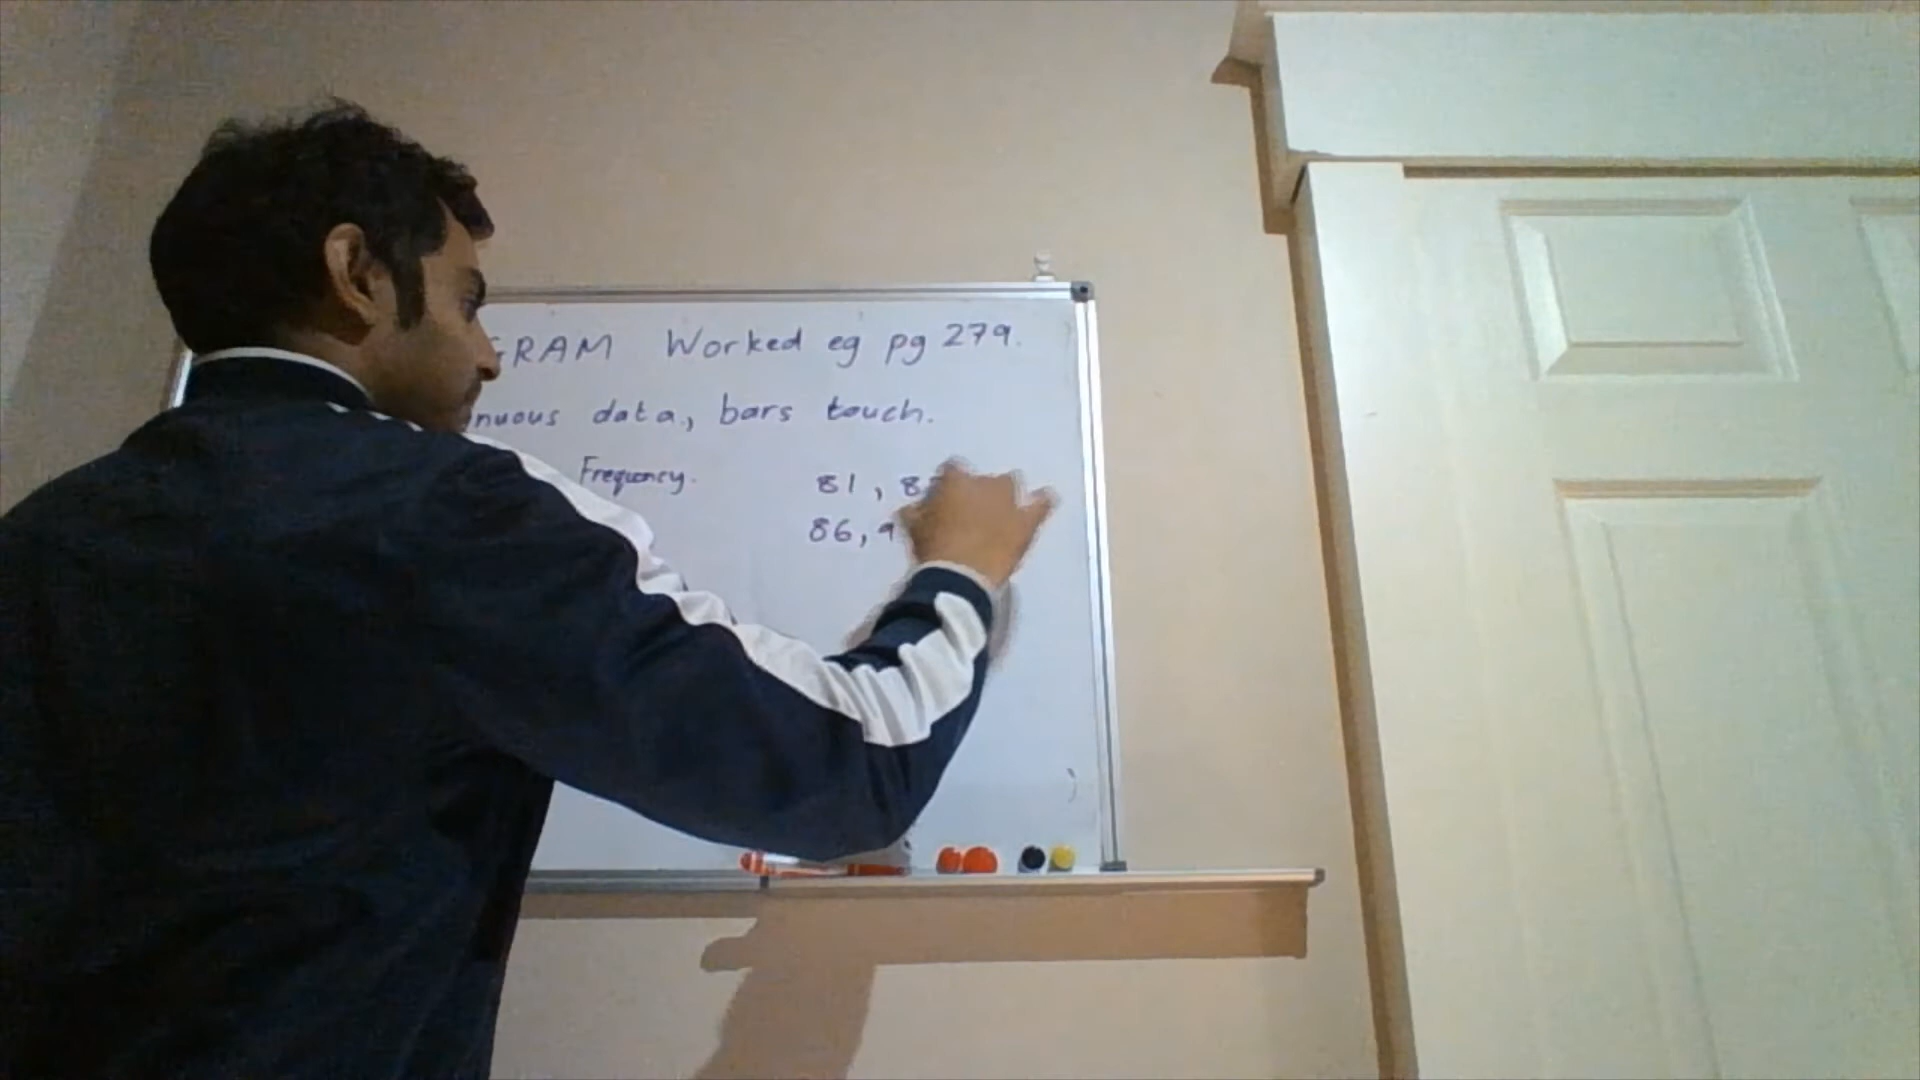 GRAM Worked eg pg 279.
nuous data, bars touch.
Frequency.
81, 8
86, 9